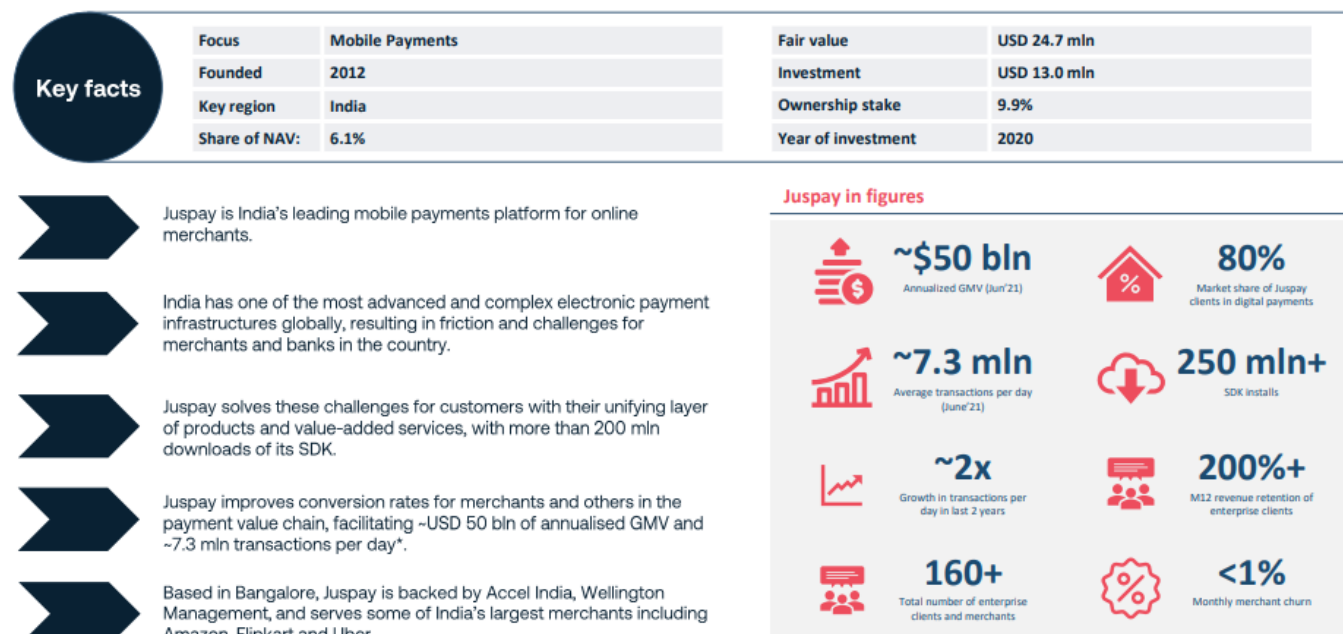 Key facts
Focus Mobile Payments
Founded 2012
Key region India
Share of NAV: 6.1%
Fair value USD 24.7 mln
Investment USD 13.0 mln
Ownership stake 9.9%
Year of investment 2020
Juspay is India's leading mobile payments platform for online
merchants.
India has one of the most advanced and complex electronic payment
infrastructures globally, resulting in friction and challenges for
merchants and banks in the country.
Juspay solves these challenges for customers with their unifying layer
of products and value-added services, with more than 200 mln
downloads of its SDK.
Juspay improves conversion rates for merchants and others in the
payment value chain, facilitating ~USD 50 bln of annualised GMV and
~7.3 mln transactions per day*.
Based in Bangalore, Juspay is backed by Accel India, Wellington
Management, and serves some of India's largest merchants including
Amazon, Flipkart and Uber
Juspay in figures
~$50 bln
Annualized GMV (Jun'21)
80%
Market share of Juspay
clients in digital payments
~7.3 mln
Average transactions per day
(June'21)
250 mln+
SDK installs
~2x
Growth in transactions per
day in last 2 years
200%+
M12 revenue retention of
enterprise clients
160+
Total number of enterprise
clients and merchants
<1%
Monthly merchant churn